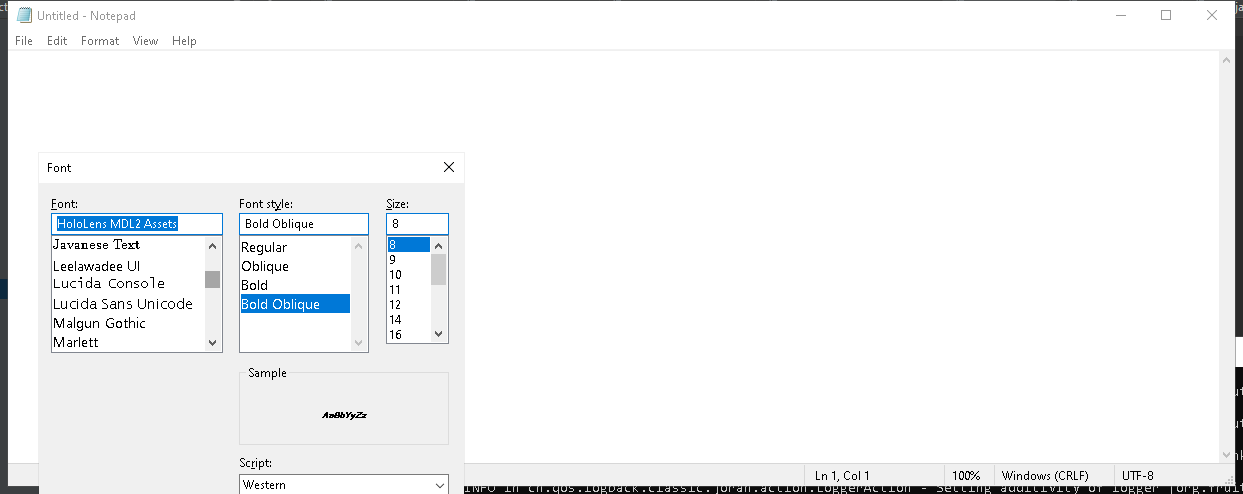 Untitled - Notepad
File Edit Format View Help
Font
Font: Font style: Size:
HoloLens MDL2 Assets Bold Oblique 8
Javanese Text
Leelawadee UI
Lucida Console
Lucida Sans Unicode
Malgun Gothic
Marlett
Regular
Oblique
Bold
Bold Oblique
8
9
10
11
12
14
16
Sample
AaBbYyZz
Script:
Western
Ln 1, Col 1 100% Windows (CRLF) UTF-8
INFO in ch.qos.logback.classic.joran.action.LoggerAction - Setting additivity of logger